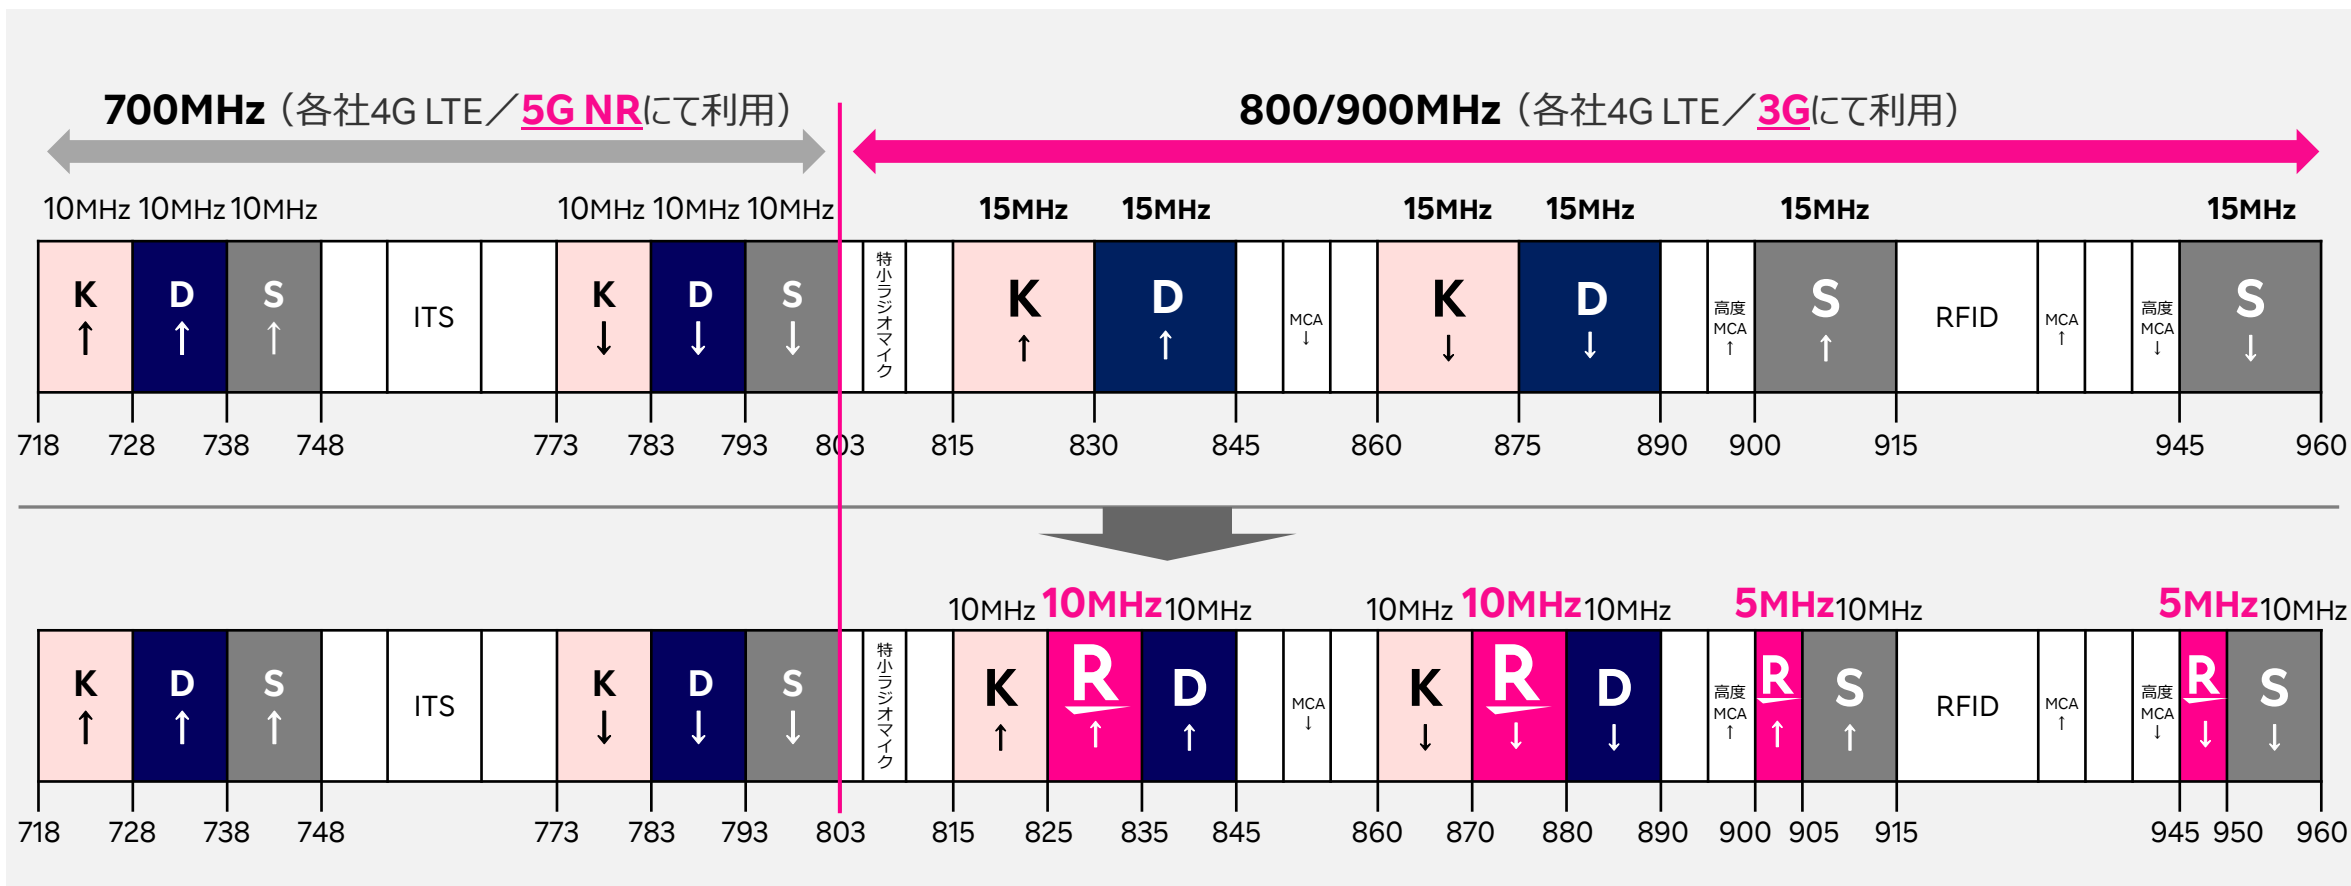 700MHz（各社4G LTE／5G NRにて利用）
800/900MHz（各社4G LTE／3Gにて利用）
10MHz 10MHz 10MHz 10MHz 10MHz 10MHz 15MHz 15MHz 15MHz 15MHz 15MHz 15MHz
K↑ D↑ S↑ ITS K↓ D↓ S↓ 特小ラジオマイク K↑ D↑ MCA↓ K↓ D↓ 高度MCA↑ S↑ RFID MCA↑ 高度MCA↓ S↓
718 728 738 748 773 783 793 803 815 830 845 860 875 890 900 915 945 960
10MHz 10MHz 10MHz 10MHz 10MHz 10MHz 5MHz 10MHz 5MHz 10MHz
K↑ D↑ S↑ ITS K↓ D↓ S↓ 特小ラジオマイク K↑ R↑ D↑ MCA↓ K↓ R↓ D↓ 高度MCA↑ R↑ S↑ RFID MCA↑ 高度MCA↓ R↓ S↓
718 728 738 748 773 783 793 803 815 825 835 845 860 870 880 890 900 905 915 945 950 960